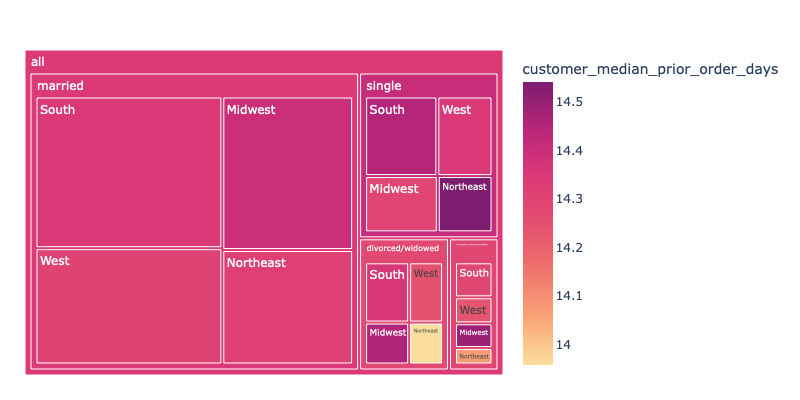 all
married
South
Midwest
West
Northeast
single
South
West
Midwest
Northeast
divorced/widowed
South
West
Midwest
Northeast
South
West
Midwest
Northeast
customer_median_prior_order_days
14.5
14.4
14.3
14.2
14.1
14